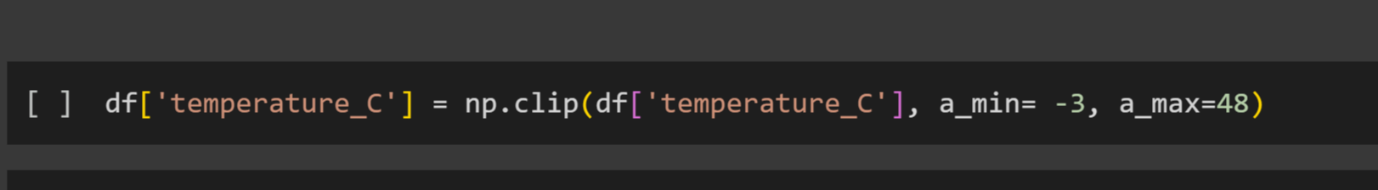 [ ] df['temperature_C'] = np.clip(df['temperature_C'], a_min= -3, a_max=48)